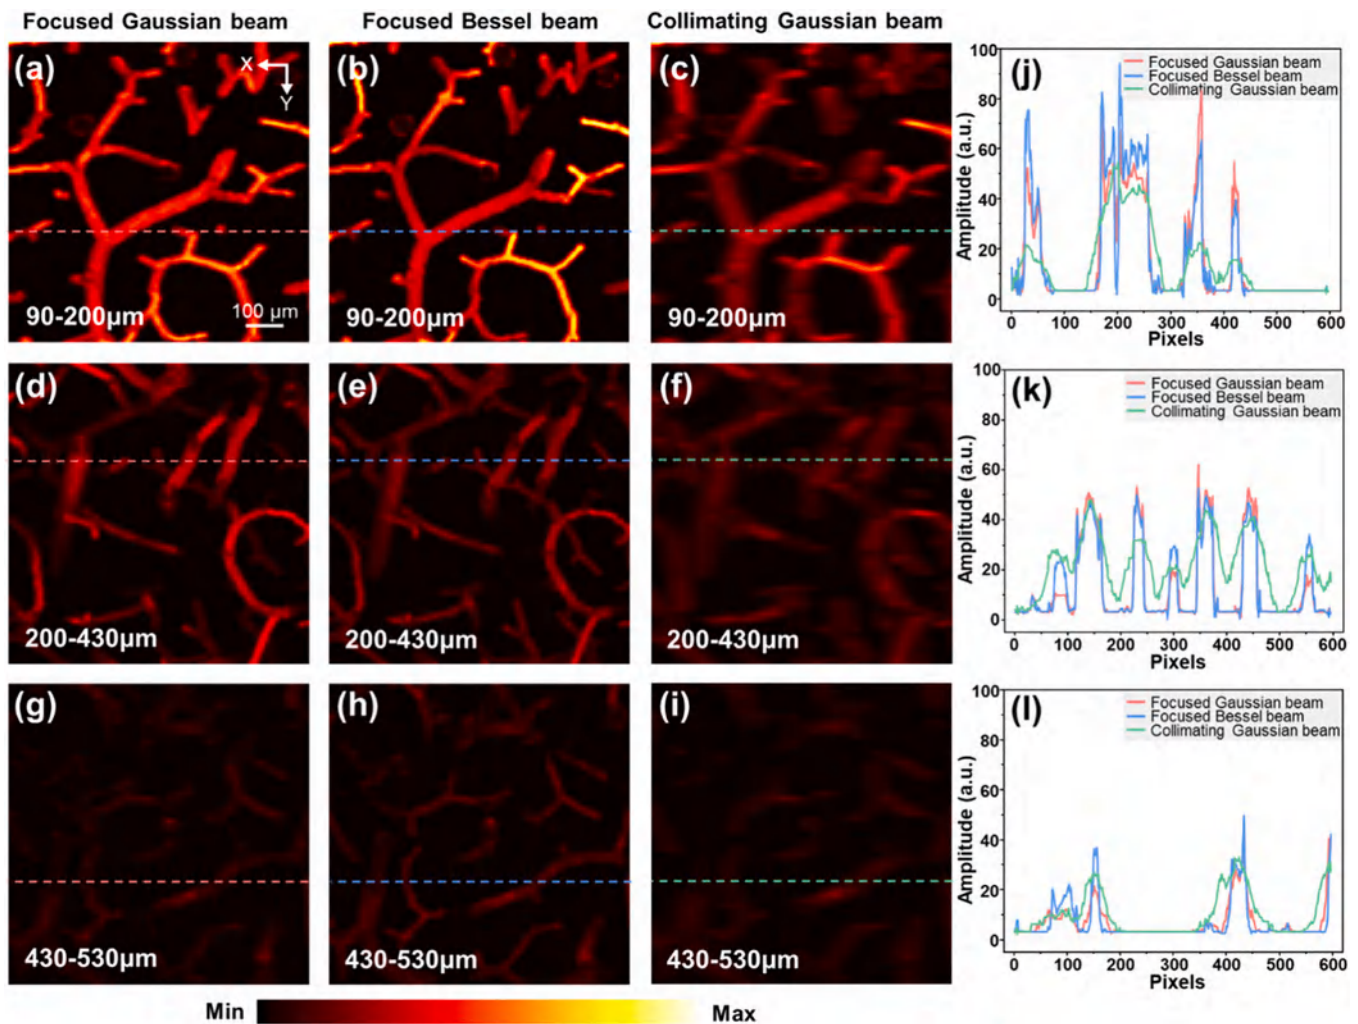 Focused Gaussian beam Focused Bessel beam Collimating Gaussian beam
(a) X Y
90-200μm 100 μm
(b)
90-200μm
(c)
90-200μm
(j)
Focused Gaussian beam
Focused Bessel beam
Collimating Gaussian beam
Amplitude (a.u.)
100
80
60
40
20
0
0 100 200 300 400 500 600
Pixels
(d)
200-430μm
(e)
200-430μm
(f)
200-430μm
(k)
Focused Gaussian beam
Focused Bessel beam
Collimating Gaussian beam
Amplitude (a.u.)
100
80
60
40
20
0
0 100 200 300 400 500 600
Pixels
(g)
430-530μm
(h)
430-530μm
(i)
430-530μm
(l)
Focused Gaussian beam
Focused Bessel beam
Collimating Gaussian beam
Amplitude (a.u.)
100
80
60
40
20
0
0 100 200 300 400 500 600
Pixels
Min Max